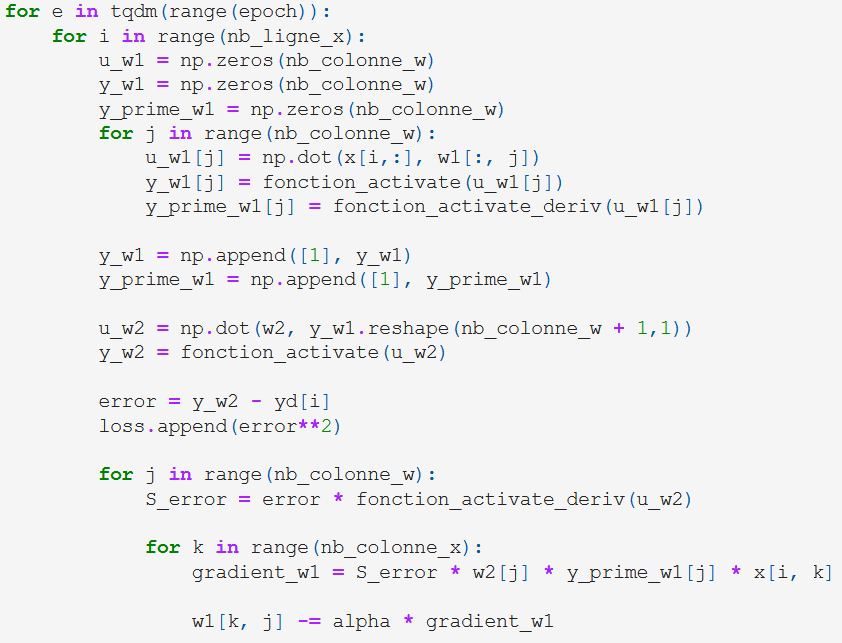 for e in tqdm(range(epoch)):
    for i in range(nb_ligne_x):
        u_w1 = np.zeros(nb_colonne_w)
        y_w1 = np.zeros(nb_colonne_w)
        y_prime_w1 = np.zeros(nb_colonne_w)
        for j in range(nb_colonne_w):
            u_w1[j] = np.dot(x[i,:], w1[:, j])
            y_w1[j] = fonction_activate(u_w1[j])
            y_prime_w1[j] = fonction_activate_deriv(u_w1[j])

        y_w1 = np.append([1], y_w1)
        y_prime_w1 = np.append([1], y_prime_w1)

        u_w2 = np.dot(w2, y_w1.reshape(nb_colonne_w + 1,1))
        y_w2 = fonction_activate(u_w2)

        error = y_w2 - yd[i]
        loss.append(error**2)

        for j in range(nb_colonne_w):
            S_error = error * fonction_activate_deriv(u_w2)

            for k in range(nb_colonne_x):
                gradient_w1 = S_error * w2[j] * y_prime_w1[j] * x[i, k]

                w1[k, j] -= alpha * gradient_w1